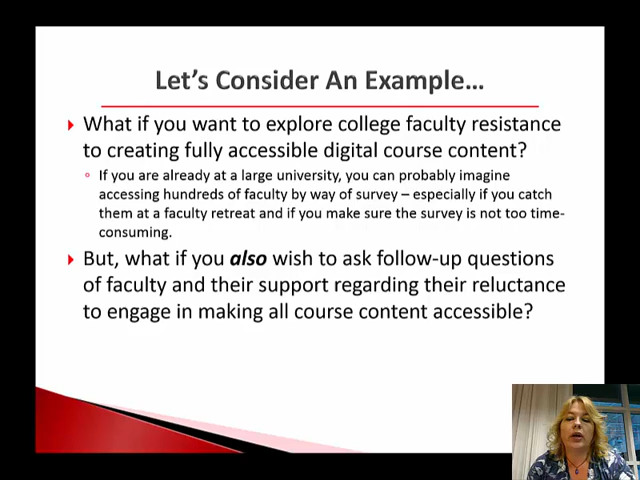 Let's Consider An Example…
What if you want to explore college faculty resistance
to creating fully accessible digital course content?
If you are already at a large university, you can probably imagine
accessing hundreds of faculty by way of survey – especially if you catch
them at a faculty retreat and if you make sure the survey is not too time-
consuming.
But, what if you also wish to ask follow-up questions
of faculty and their support regarding their reluctance
to engage in making all course content accessible?